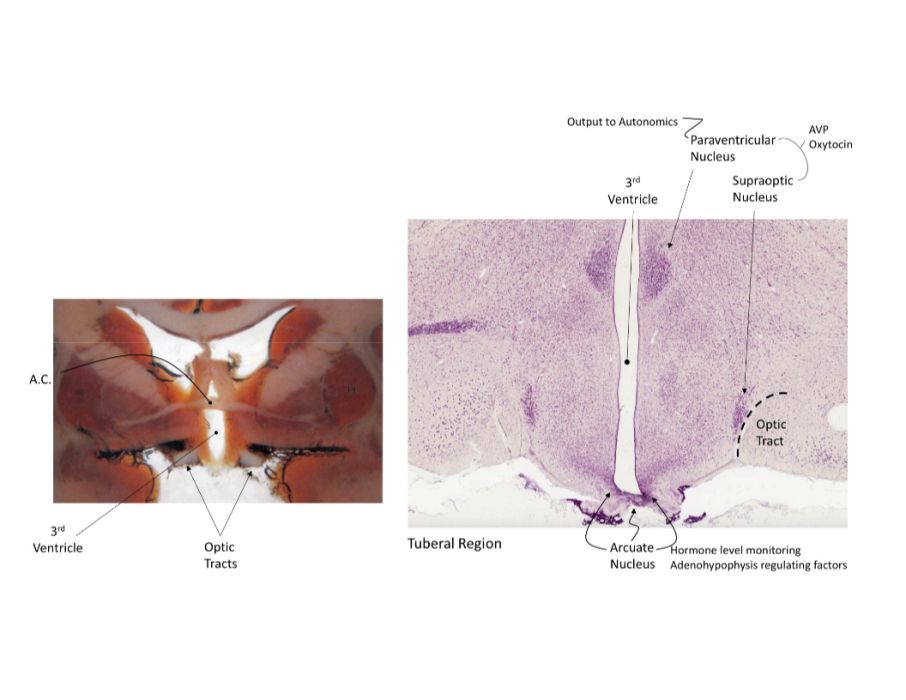 Output to Autonomics
Paraventricular
Nucleus
AVP
Oxytocin
3rd
Ventricle
Supraoptic
Nucleus
A.C.
Optic
Tract
3rd
Ventricle
Optic
Tracts
Tuberal Region
Arcuate
Nucleus
Hormone level monitoring
Adenohypophysis regulating factors